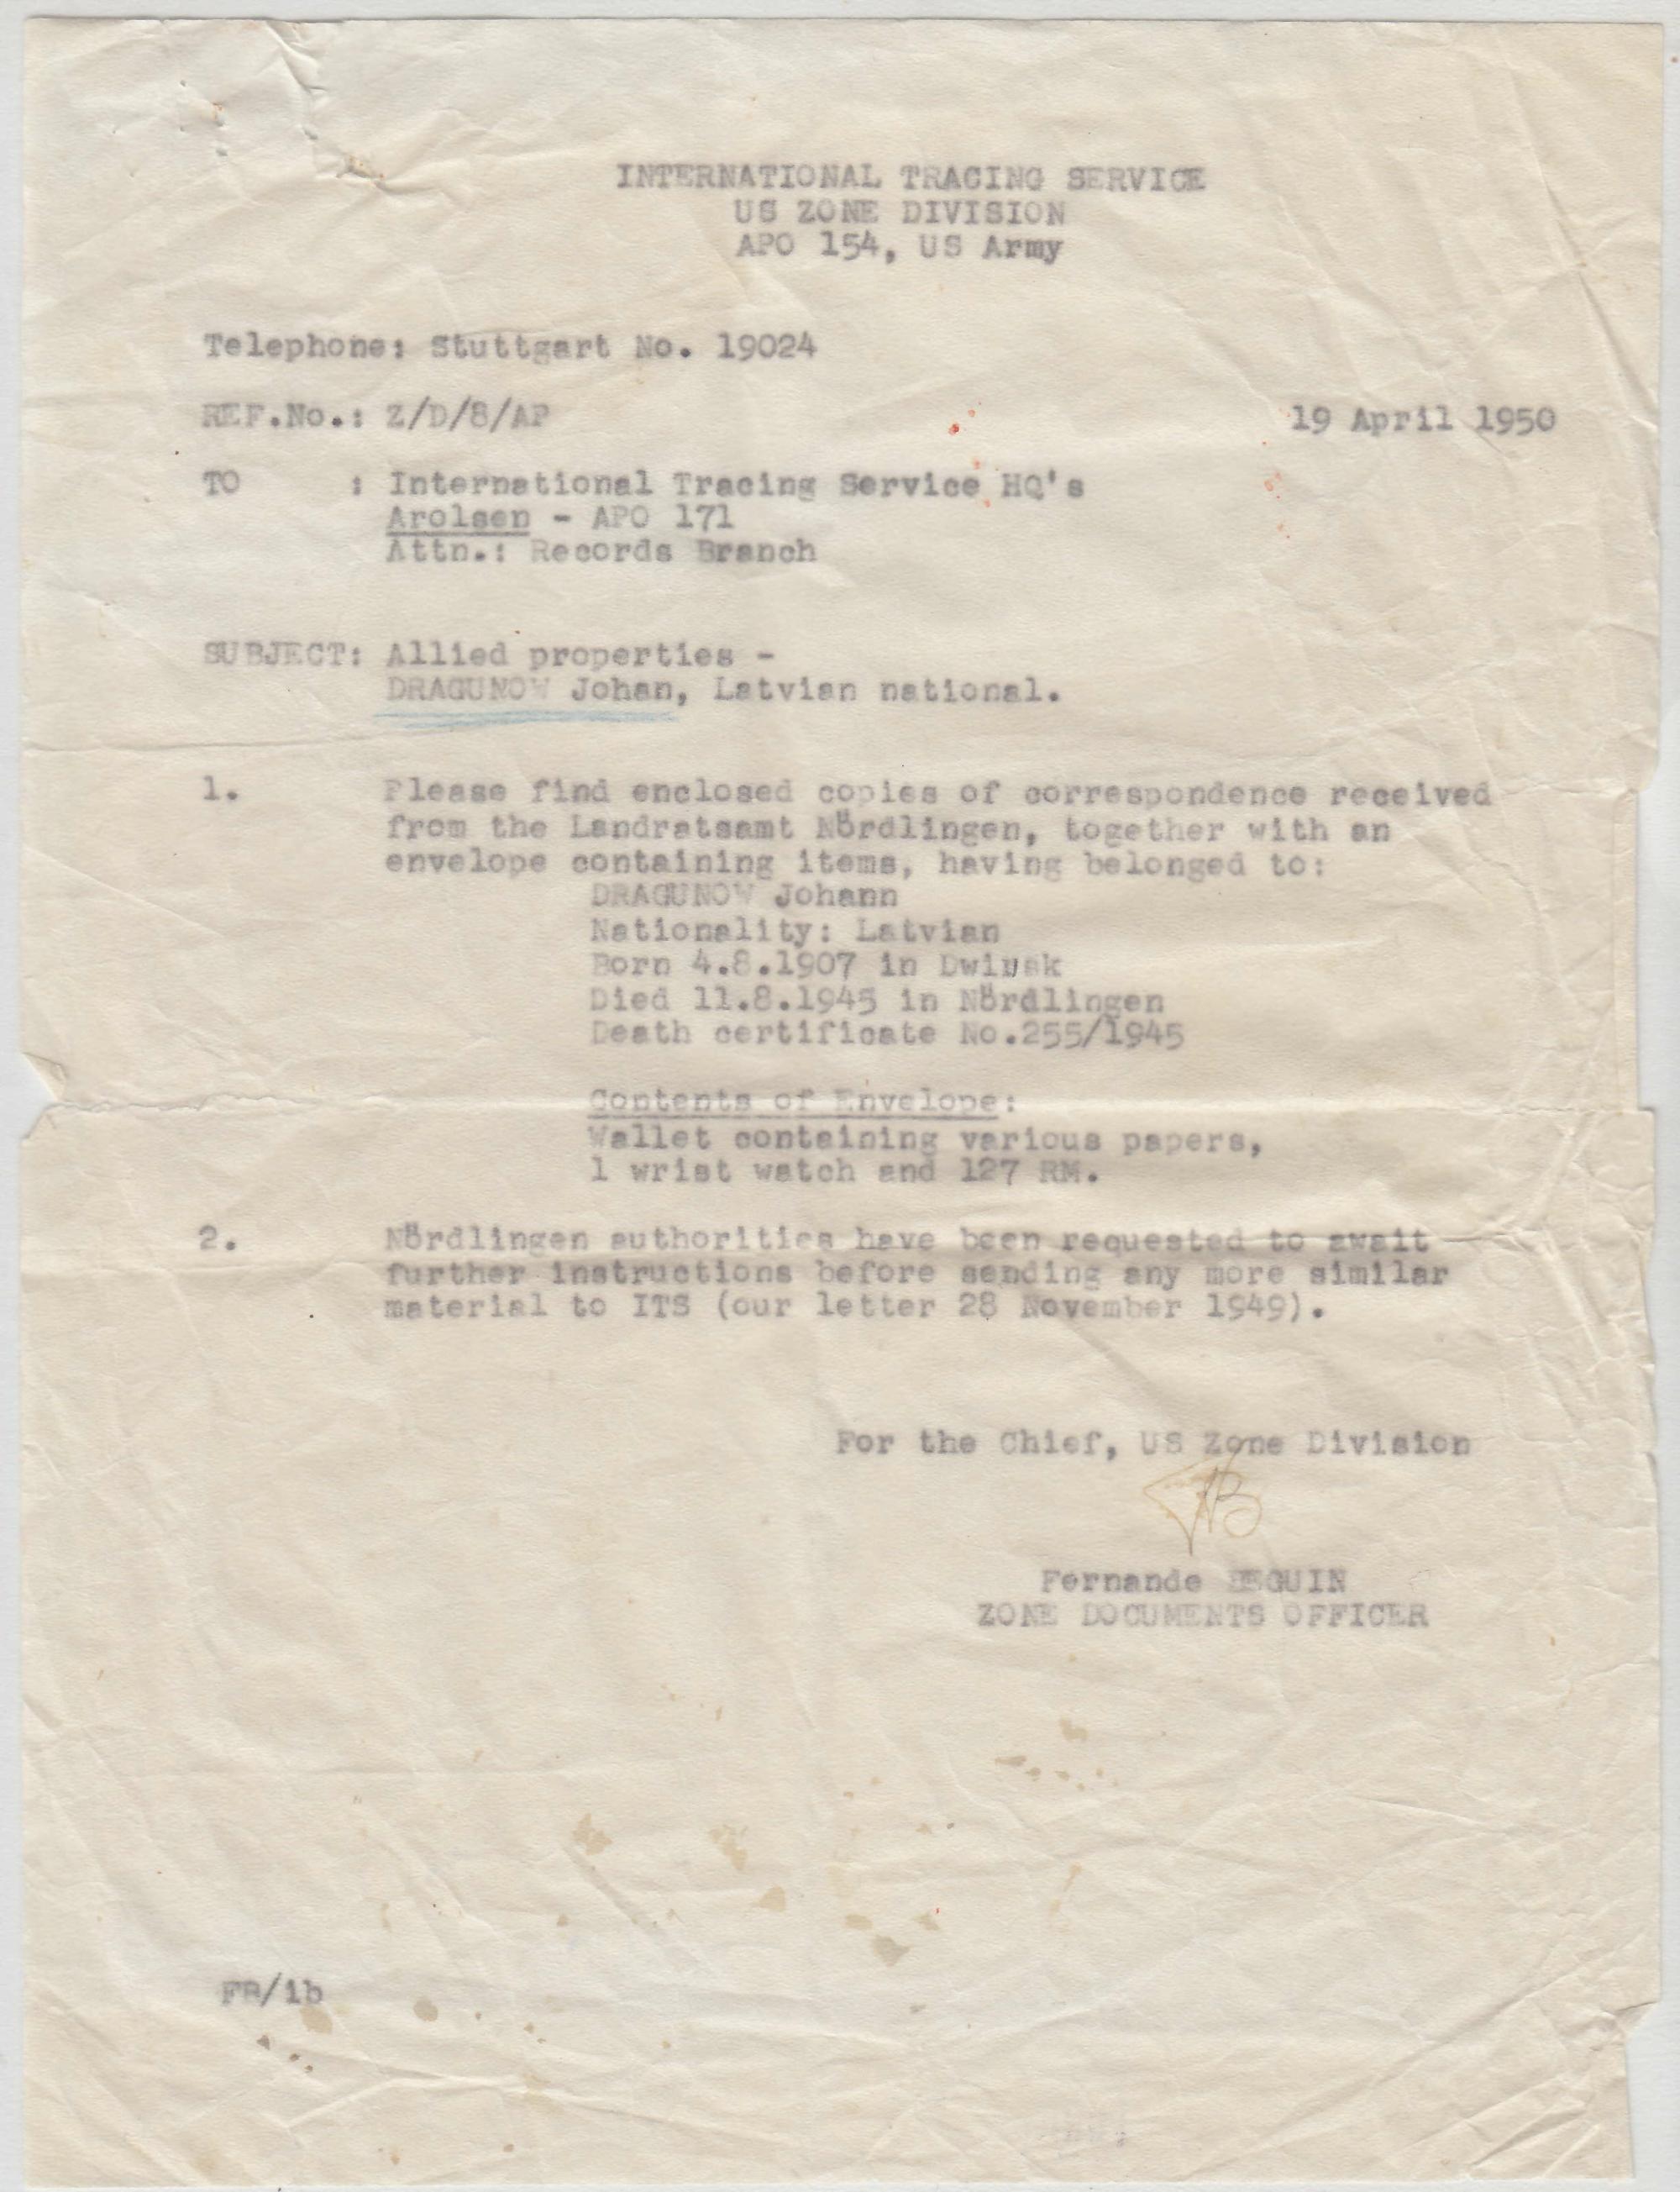 INTERNATIONAL TRACING SERVICE
US ZONE DIVISION
APO 154, US Army
Telephone: Stuttgart No. 19024
REF.No.: Z/D/8/AP
19 April 1950
TO : International Tracing Service HQ's
Arolsen - APO 171
Attn.: Records Branch
SUBJECT: Allied properties -
DRAGUNOW Johan, Latvian national.
1. Please find enclosed copies of correspondence received
from the Landratsamt Nördlingen, together with an
envelope containing items, having belonged to:
DRAGUNOW Johann
Nationality: Latvian
Born 4.8.1907 in Dwinsk
Died 11.8.1945 in Nördlingen
Death certificate No.255/1945
Contents of Envelope:
Wallet containing various papers,
1 wrist watch and 127 RM.
2. Nördlingen authorities have been requested to await
further instructions before sending any more similar
material to ITS (our letter 28 November 1949).
For the Chief, US Zone Division
FB
Fernande BEGUIN
ZONE DOCUMENTS OFFICER
FB/ib